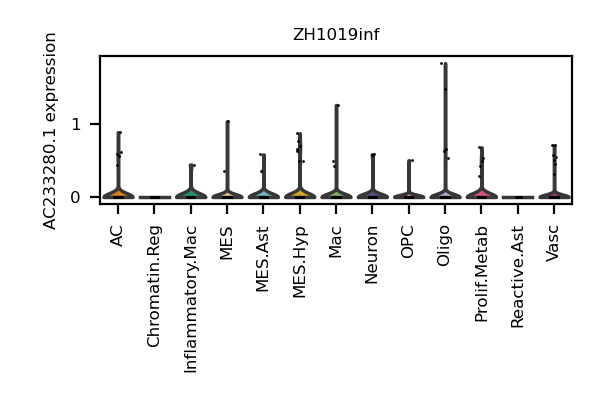 ZH1019inf
AC233280.1 expression
1
0
AC
Chromatin.Reg
Inflammatory.Mac
MES
MES.Ast
MES.Hyp
Mac
Neuron
OPC
Oligo
Prolif.Metab
Reactive.Ast
Vasc